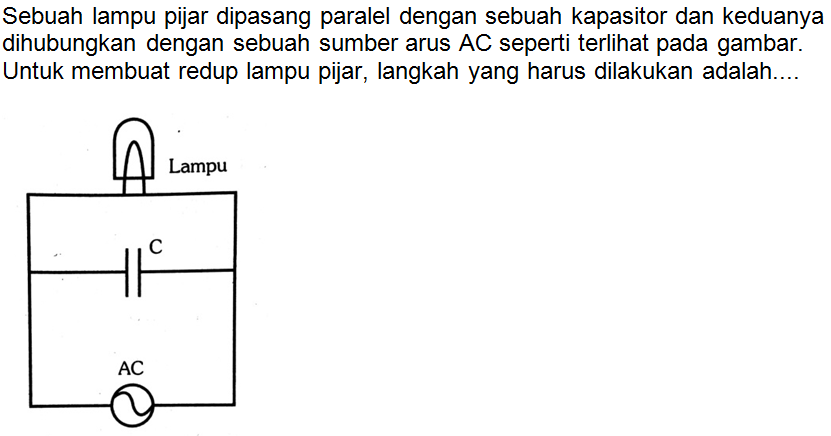 Sebuah lampu pijar dipasang paralel dengan sebuah kapasitor dan keduanya
dihubungkan dengan sebuah sumber arus AC seperti terlihat pada gambar.
Untuk membuat redup lampu pijar, langkah yang harus dilakukan adalah....
Lampu
C
AC